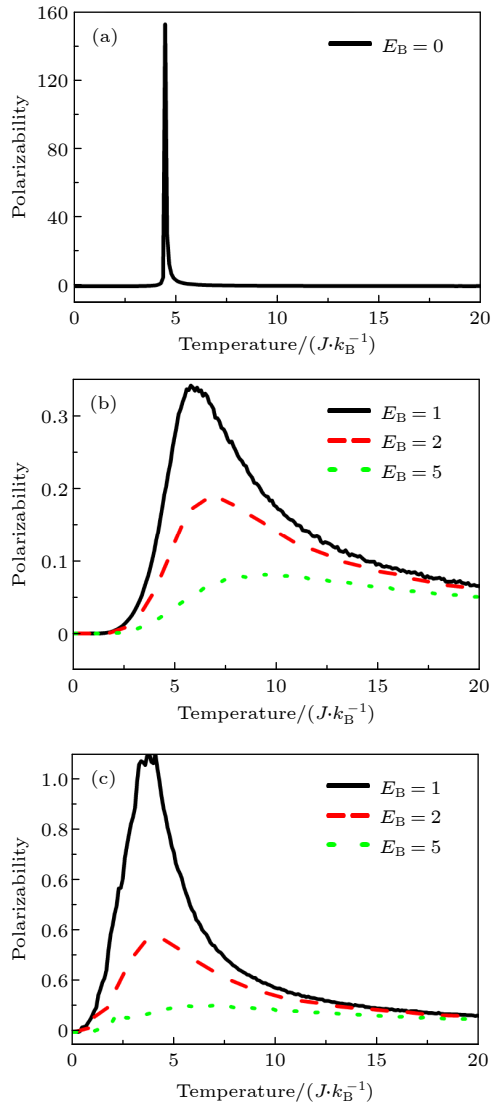 160
(a)
E_B = 0
120
80
40
0
Polarizability
0 5 10 15 20
Temperature/(J·k_B^{-1})
(b)
0.3
E_B = 1
E_B = 2
0.2
E_B = 5
0.1
0
Polarizability
0 5 10 15 20
Temperature/(J·k_B^{-1})
1.0
(c)
E_B = 1
0.8
E_B = 2
E_B = 5
0.6
0.6
0.6
0
Polarizability
0 5 10 15 20
Temperature/(J·k_B^{-1})